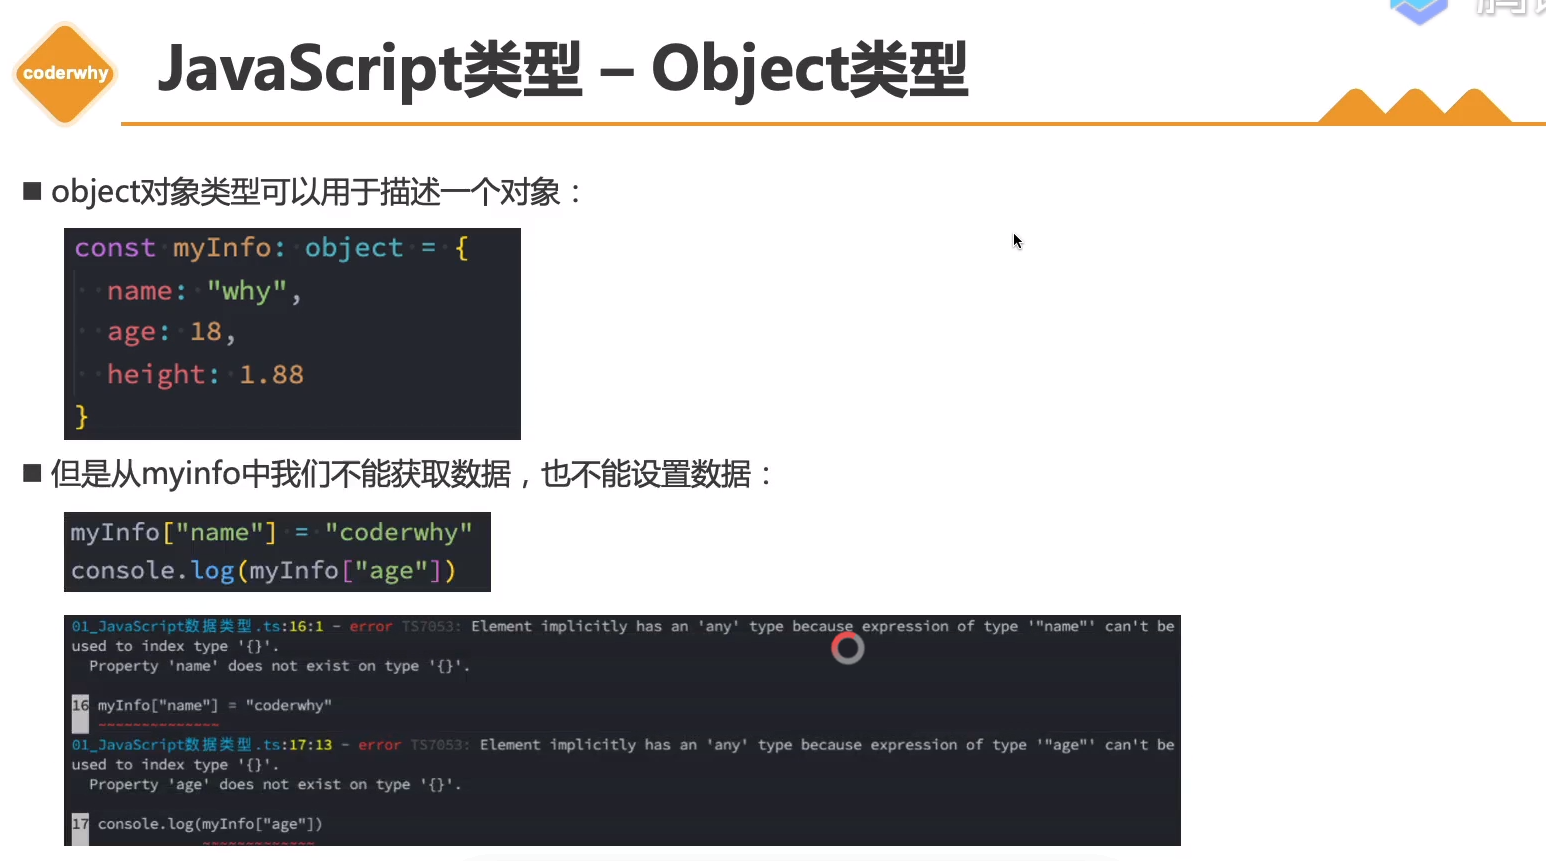 coderwhy
JavaScript类型 – Object类型
object对象类型可以用于描述一个对象：
const myInfo: object = {
name: "why",
age: 18,
height: 1.88
}
但是从myinfo中我们不能获取数据，也不能设置数据：
myInfo["name"] = "coderwhy"
console.log(myInfo["age"])
01_JavaScript数据类型.ts:16:1 - error TS7053: Element implicitly has an 'any' type because expression of type '"name"' can't be
used to index type '{}'.
Property 'name' does not exist on type '{}'.
16 myInfo["name"] = "coderwhy"
~~~~~~~~~~~~~~
01_JavaScript数据类型.ts:17:13 - error TS7053: Element implicitly has an 'any' type because expression of type '"age"' can't be
used to index type '{}'.
Property 'age' does not exist on type '{}'.
17 console.log(myInfo["age"])
~~~~~~~~~~~~~